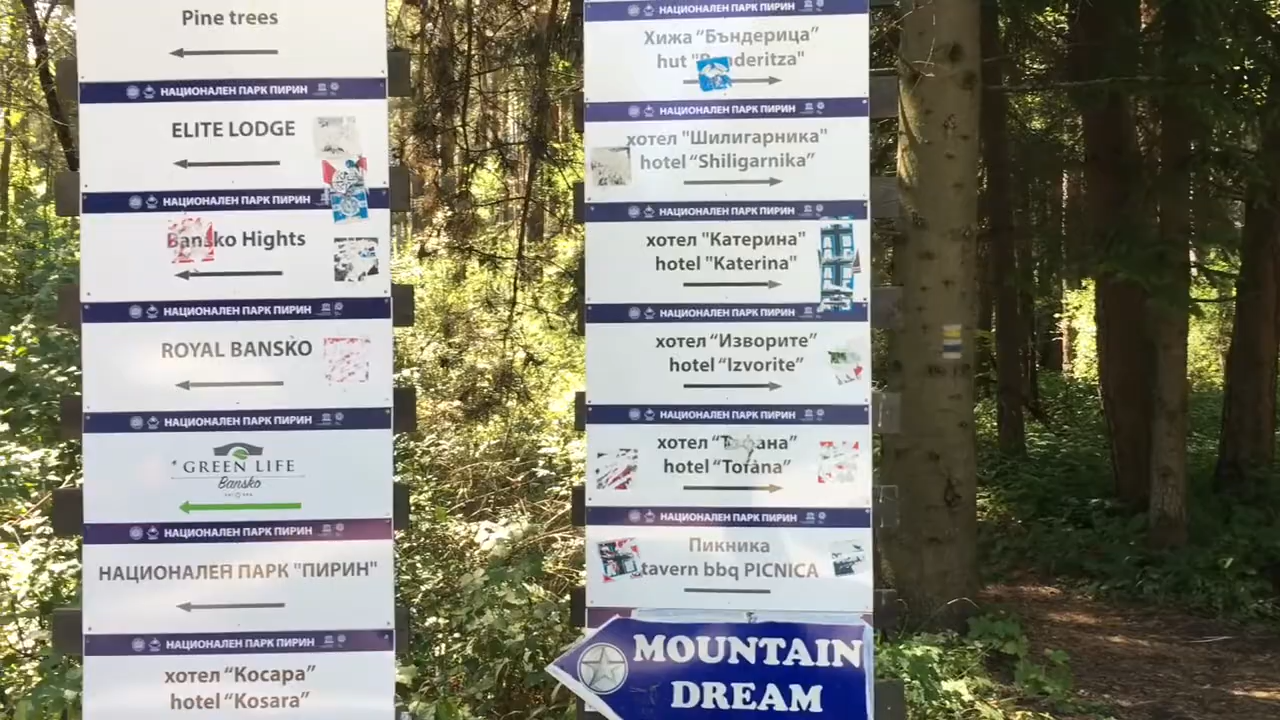 Pine trees
НАЦИОНАЛЕН ПАРК ПИРИН
ELITE LODGE
НАЦИОНАЛЕН ПАРК ПИРИН
Bansko Hights
НАЦИОНАЛЕН ПАРК ПИРИН
ROYAL BANSKO
НАЦИОНАЛЕН ПАРК ПИРИН
GREEN LIFE
Bansko
НАЦИОНАЛЕН ПАРК ПИРИН
НАЦИОНАЛЕН ПАРК "ПИРИН"
НАЦИОНАЛЕН ПАРК ПИРИН
хотел “Косара”
hotel “Kosara”
НАЦИОНАЛЕН ПАРК ПИРИН
Хижа “Бъндерица”
hut "Banderitza"
НАЦИОНАЛЕН ПАРК ПИРИН
хотел "Шилигарника"
hotel “Shiligarnika”
НАЦИОНАЛЕН ПАРК ПИРИН
хотел "Катерина"
hotel "Katerina"
НАЦИОНАЛЕН ПАРК ПИРИН
хотел “Изворите”
hotel “Izvorite”
НАЦИОНАЛЕН ПАРК ПИРИН
хотел “Тофана”
hotel “Tofana”
НАЦИОНАЛЕН ПАРК ПИРИН
Пикника
tavern bbq PICNICA
MOUNTAIN
DREAM